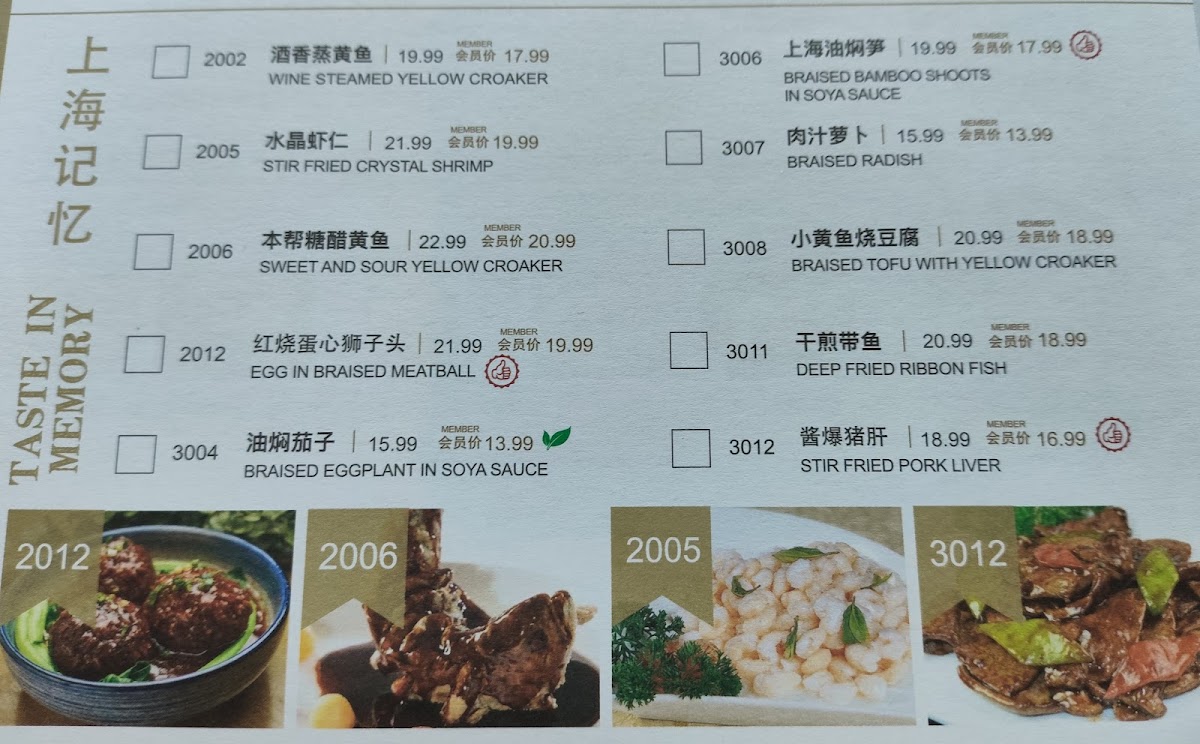 上海记忆
TASTE IN
MEMORY
2002 酒香蒸黄鱼 | 19.99 MEMBER 会员价 17.99
WINE STEAMED YELLOW CROAKER
2005 水晶虾仁 | 21.99 MEMBER 会员价 19.99
STIR FRIED CRYSTAL SHRIMP
2006 本帮糖醋黄鱼 | 22.99 MEMBER 会员价 20.99
SWEET AND SOUR YELLOW CROAKER
2012 红烧蛋心狮子头 | 21.99 MEMBER 会员价 19.99
EGG IN BRAISED MEATBALL
3004 油焖茄子 | 15.99 MEMBER 会员价 13.99
BRAISED EGGPLANT IN SOYA SAUCE
3006 上海油焖笋 | 19.99 MEMBER 会员价 17.99
BRAISED BAMBOO SHOOTS
IN SOYA SAUCE
3007 肉汁萝卜 | 15.99 MEMBER 会员价 13.99
BRAISED RADISH
3008 小黄鱼烧豆腐 | 20.99 MEMBER 会员价 18.99
BRAISED TOFU WITH YELLOW CROAKER
3011 干煎带鱼 | 20.99 MEMBER 会员价 18.99
DEEP FRIED RIBBON FISH
3012 酱爆猪肝 | 18.99 MEMBER 会员价 16.99
STIR FRIED PORK LIVER
2012
2006
2005
3012